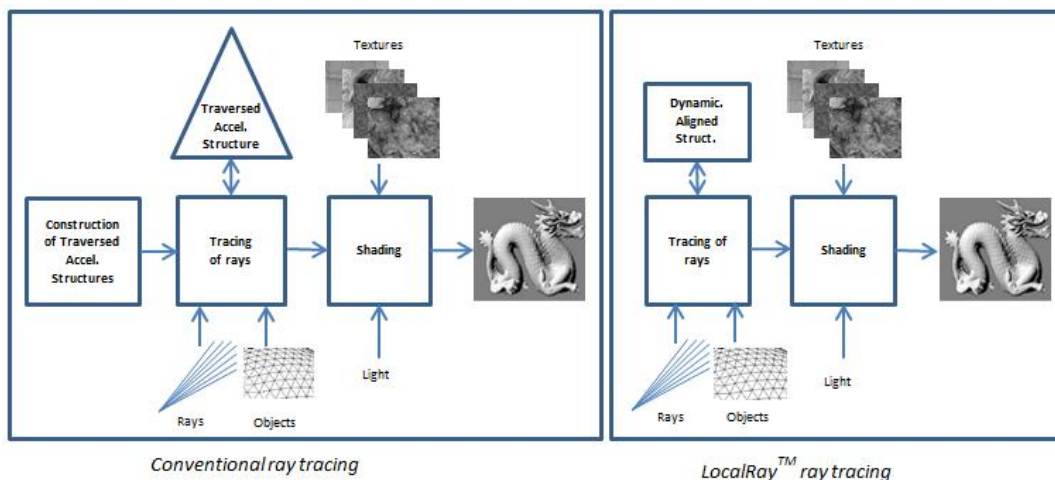 Textures
Traversed
Accel.
Structure
Construction
of Traversed
Accel.
Structures
Tracing
of rays
Shading
Light
Rays
Objects
Conventional ray tracing
Textures
Dynamic.
Aligned
Struct.
Tracing of
rays
Shading
Light
Rays
Objects
LocalRay™ ray tracing